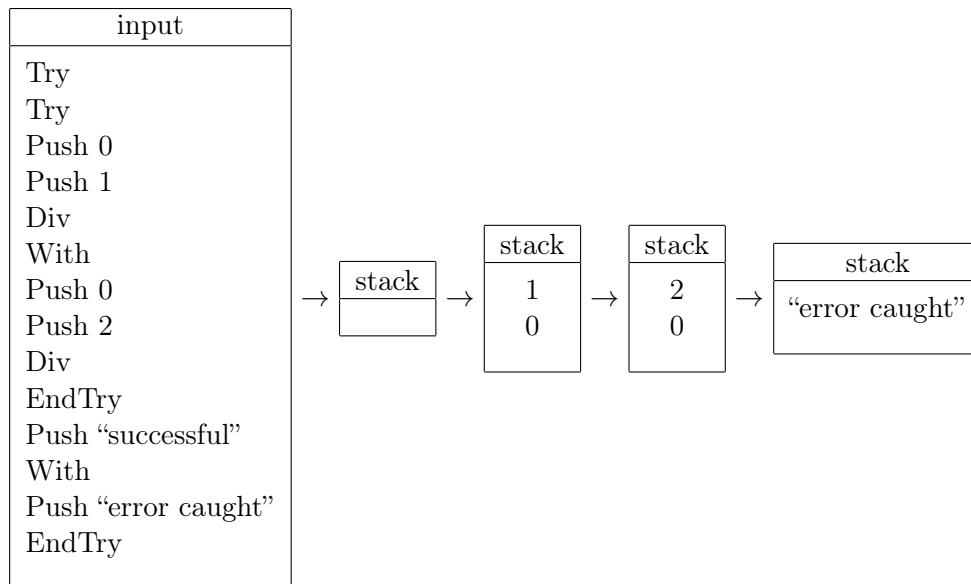 input
Try
Try
Push 0
Push 1
Div
With
Push 0
Push 2
Div
EndTry
Push “successful”
With
Push “error caught”
EndTry
→
stack
→
stack
1
0
→
stack
2
0
→
stack
“error caught”